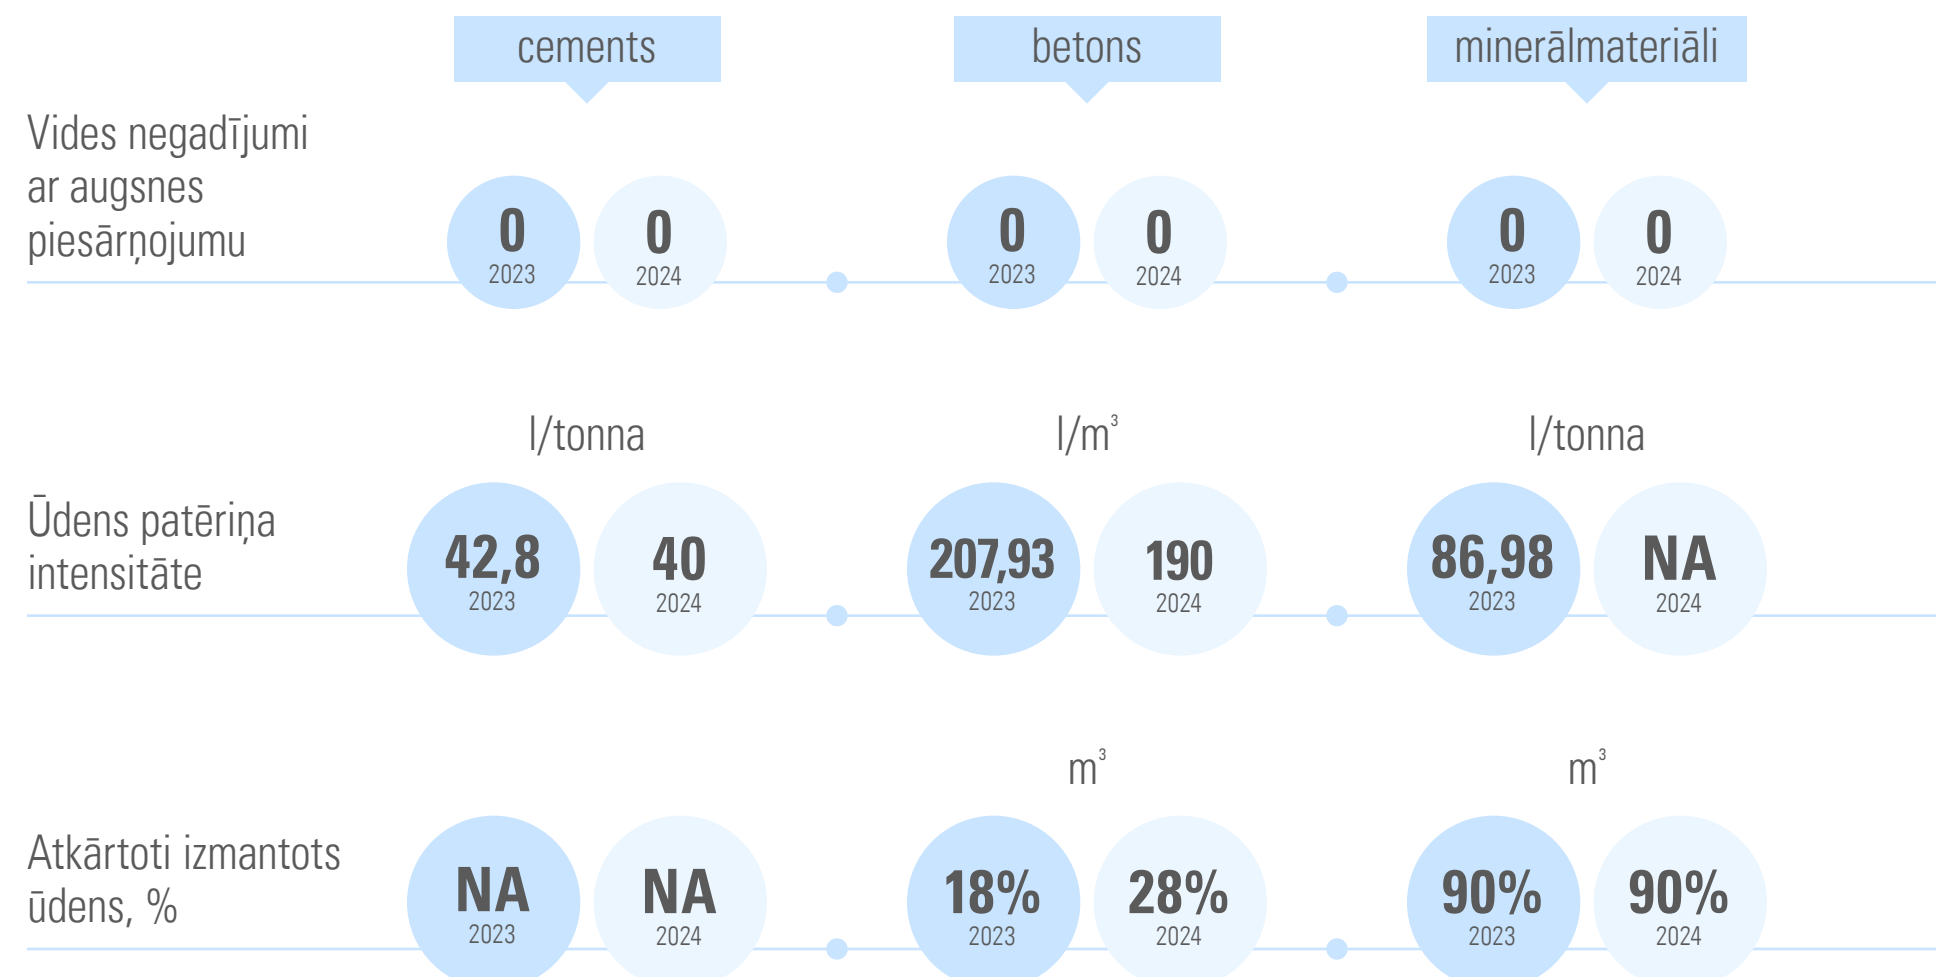 cements
betons
minerālmateriāli
Vides negadījumi
ar augsnes
piesārņojumu
0
2023
0
2024
0
2023
0
2024
0
2023
0
2024
l/tonna
l/m³
l/tonna
Ūdens patēriņa
intensitāte
42,8
2023
40
2024
207,93
2023
190
2024
86,98
2023
NA
2024
m³
m³
Atkārtoti izmantots
ūdens, %
NA
2023
NA
2024
18%
2023
28%
2024
90%
2023
90%
2024